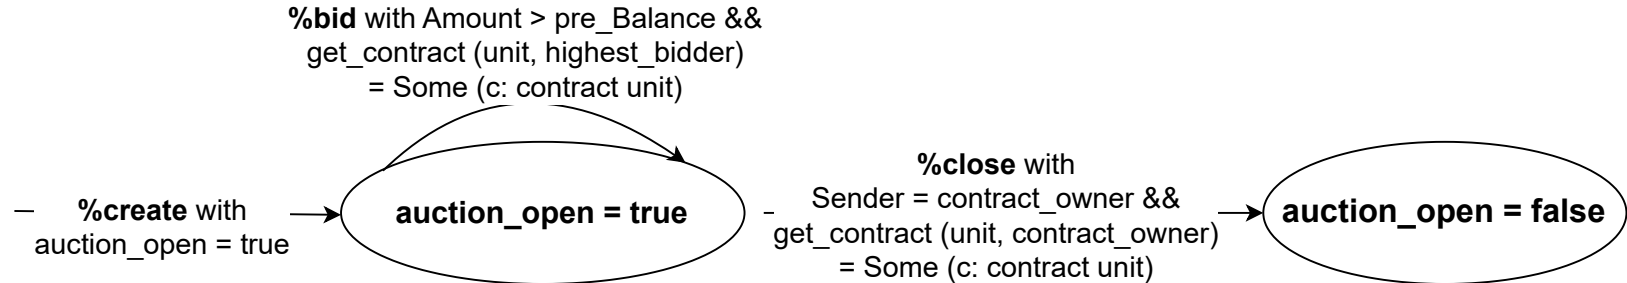 %bid with Amount > pre_Balance &&
get_contract (unit, highest_bidder)
= Some (c: contract unit)
%create with
auction_open = true
auction_open = true
%close with
Sender = contract_owner &&
get_contract (unit, contract_owner)
= Some (c: contract unit)
auction_open = false